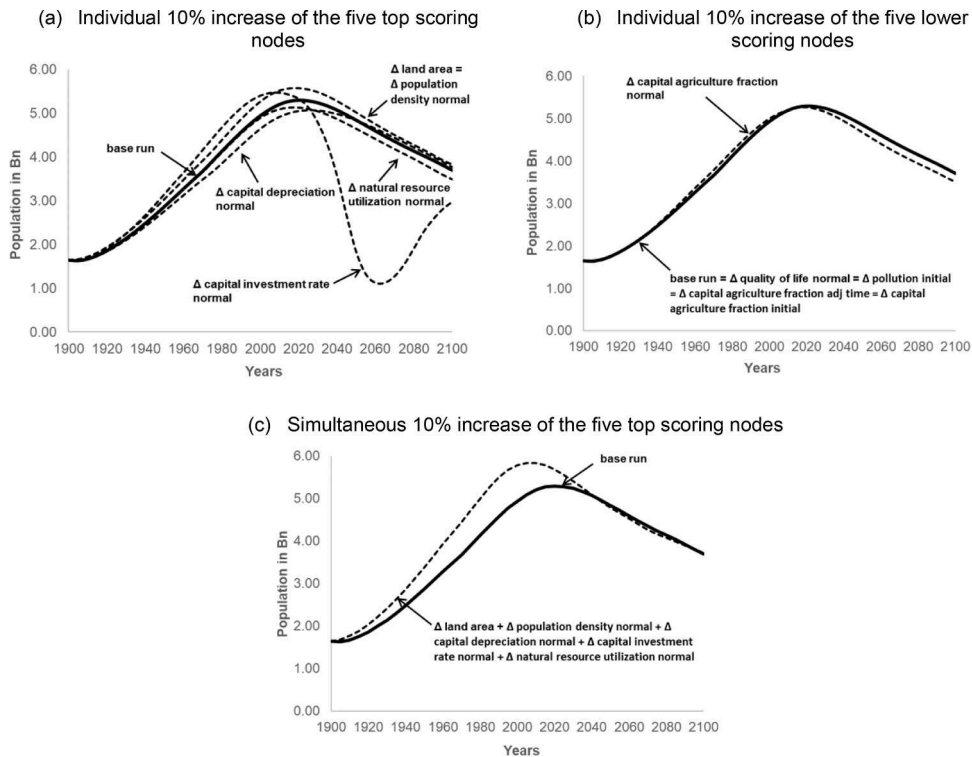 (a) Individual 10% increase of the five top scoring
nodes
6.00
5.00
4.00
3.00
2.00
1.00
0.00
Population in Bn
Δ land area =
Δ population
density normal
base run
Δ capital depreciation
normal
Δ natural resource
utilization normal
Δ capital investment rate
normal
1900 1920 1940 1960 1980 2000 2020 2040 2060 2080 2100
Years
(b) Individual 10% increase of the five lower
scoring nodes
6.00
5.00
4.00
3.00
2.00
1.00
0.00
Population in Bn
Δ capital agriculture fraction
normal
base run = Δ quality of life normal = Δ pollution initial
= Δ capital agriculture fraction adj time = Δ capital
agriculture fraction initial
1900 1920 1940 1960 1980 2000 2020 2040 2060 2080 2100
Years
(c) Simultaneous 10% increase of the five top scoring nodes
6.00
5.00
4.00
3.00
2.00
1.00
0.00
Population in Bn
base run
Δ land area + Δ population density normal + Δ
capital depreciation normal + Δ capital investment
rate normal + Δ natural resource utilization normal
1900 1920 1940 1960 1980 2000 2020 2040 2060 2080 2100
Years